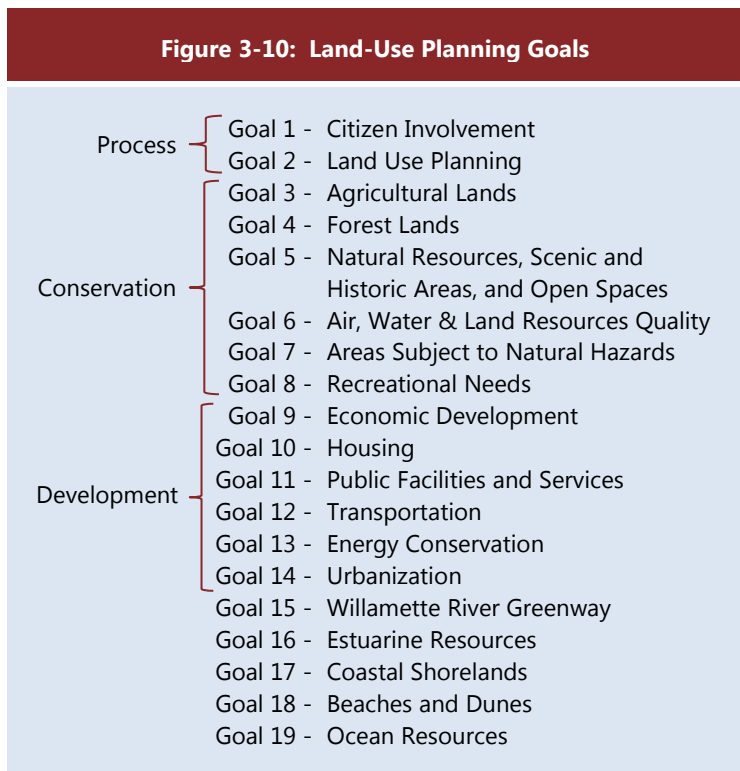 Figure 3-10: Land-Use Planning Goals
Process
Goal 1 - Citizen Involvement
Goal 2 - Land Use Planning
Conservation
Goal 3 - Agricultural Lands
Goal 4 - Forest Lands
Goal 5 - Natural Resources, Scenic and
Historic Areas, and Open Spaces
Goal 6 - Air, Water & Land Resources Quality
Goal 7 - Areas Subject to Natural Hazards
Goal 8 - Recreational Needs
Development
Goal 9 - Economic Development
Goal 10 - Housing
Goal 11 - Public Facilities and Services
Goal 12 - Transportation
Goal 13 - Energy Conservation
Goal 14 - Urbanization
Goal 15 - Willamette River Greenway
Goal 16 - Estuarine Resources
Goal 17 - Coastal Shorelands
Goal 18 - Beaches and Dunes
Goal 19 - Ocean Resources